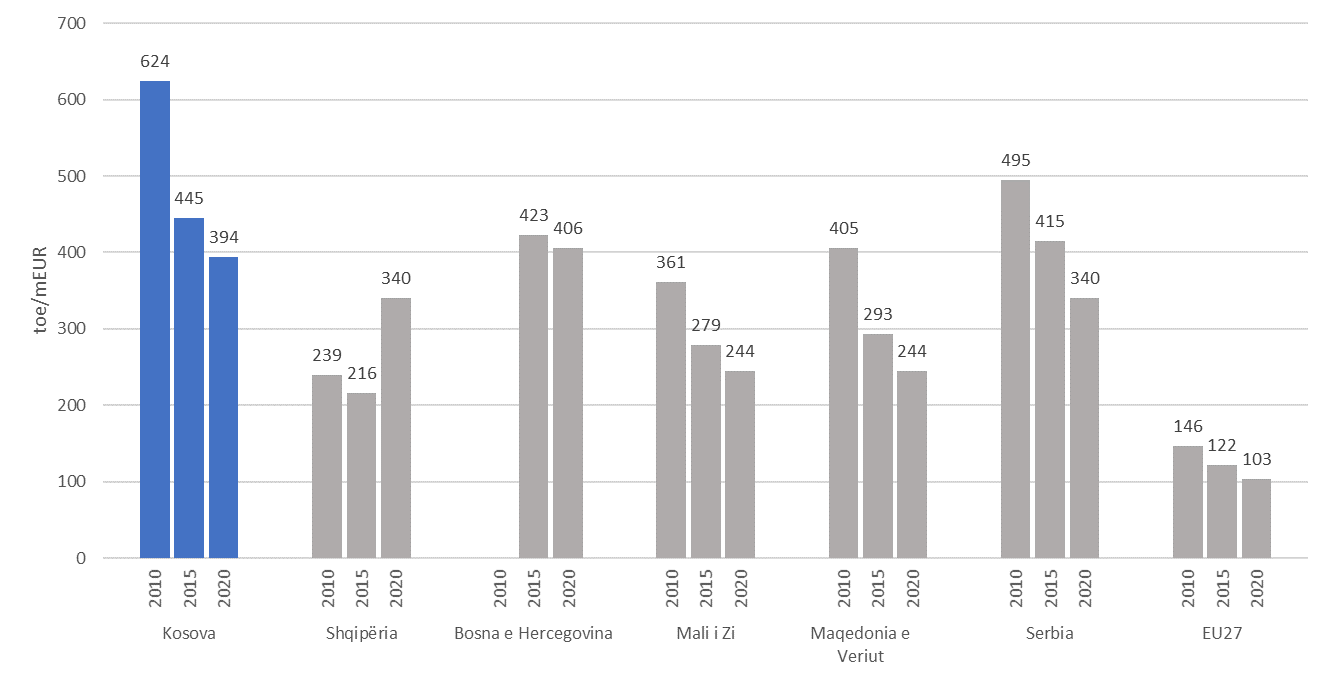 700
600
500
400
300
200
100
0
toe/mEUR
624
445
394
239
216
340
423
406
361
279
244
405
293
244
495
415
340
146
122
103
2010 2015 2020
2010 2015 2020
2010 2015 2020
2010 2015 2020
2010 2015 2020
2010 2015 2020
2010 2015 2020
Kosova
Shqipëria
Bosna e Hercegovina
Mali i Zi
Maqedonia e
Veriut
Serbia
EU27